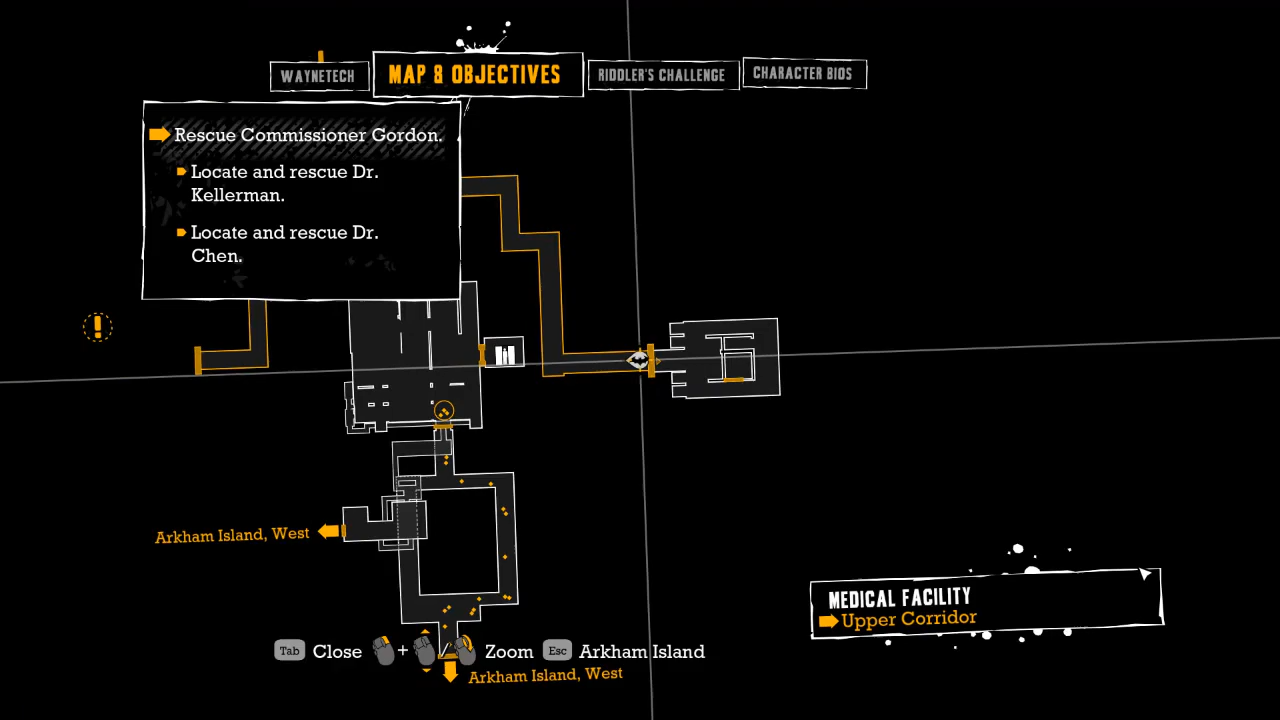 WAYNETECH
MAP & OBJECTIVES
RIDDLER'S CHALLENGE
CHARACTER BIOS
Rescue Commissioner Gordon.
Locate and rescue Dr.
Kellerman.
Locate and rescue Dr.
Chen.
Arkham Island, West
MEDICAL FACILITY
Upper Corridor
Tab Close + Zoom Esc Arkham Island
Arkham Island, West